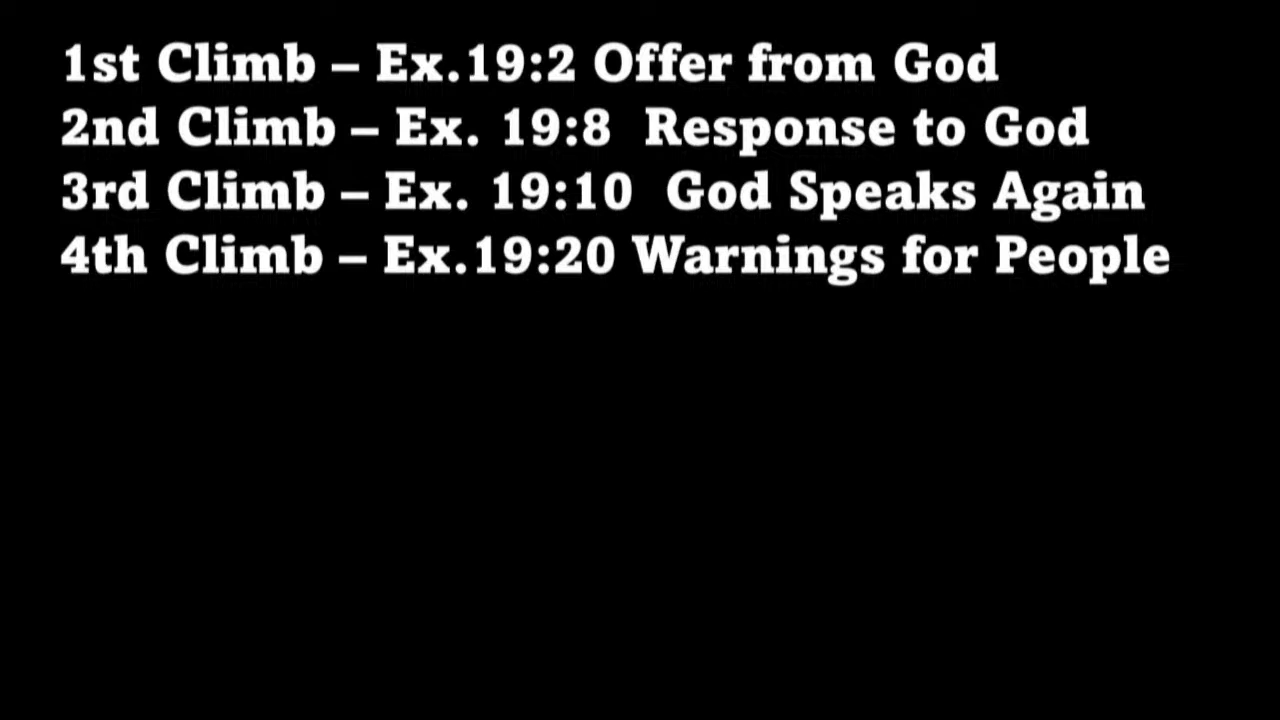 1st Climb – Ex.19:2 Offer from God
2nd Climb – Ex. 19:8 Response to God
3rd Climb – Ex. 19:10 God Speaks Again
4th Climb – Ex.19:20 Warnings for People